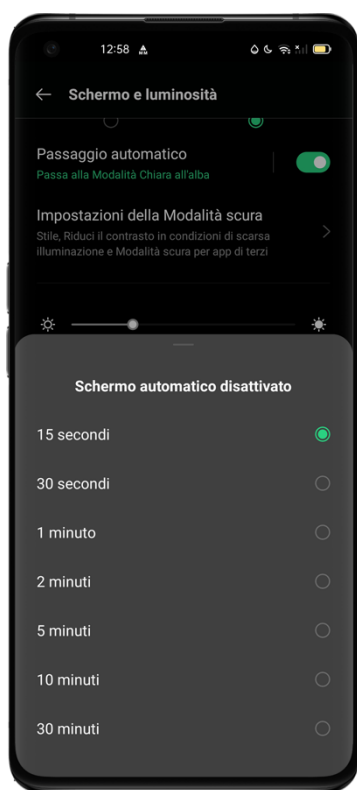 12:58
Schermo e luminosità
Passaggio automatico
Passa alla Modalità Chiara all'alba
Impostazioni della Modalità scura
Stile, Riduci il contrasto in condizioni di scarsa
illuminazione e Modalità scura per app di terzi
Schermo automatico disattivato
15 secondi
30 secondi
1 minuto
2 minuti
5 minuti
10 minuti
30 minuti